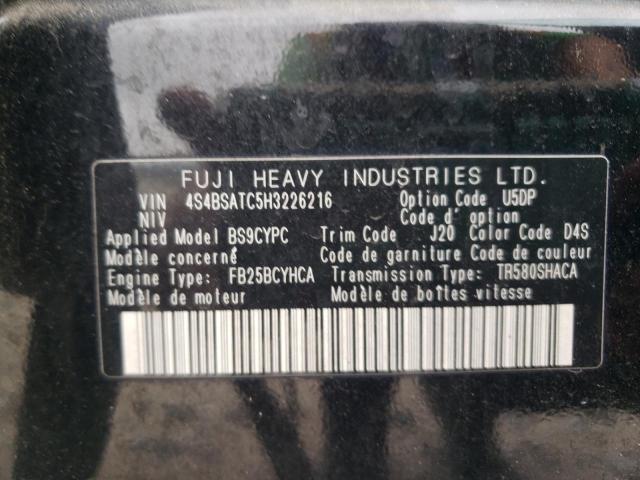 FUJI HEAVY INDUSTRIES LTD.
VIN 4S4BSATC5H3226216 Option Code U5DP
NIV Code d'option
Applied Model BS9CYPC Trim Code J20 Color Code D4S
Modèle concerné Code de garniture Code de couleur
Engine Type: FB25BCYHCA Transmission Type: TR580SHACA
Modèle de moteur Modèle de boîtes vitesse